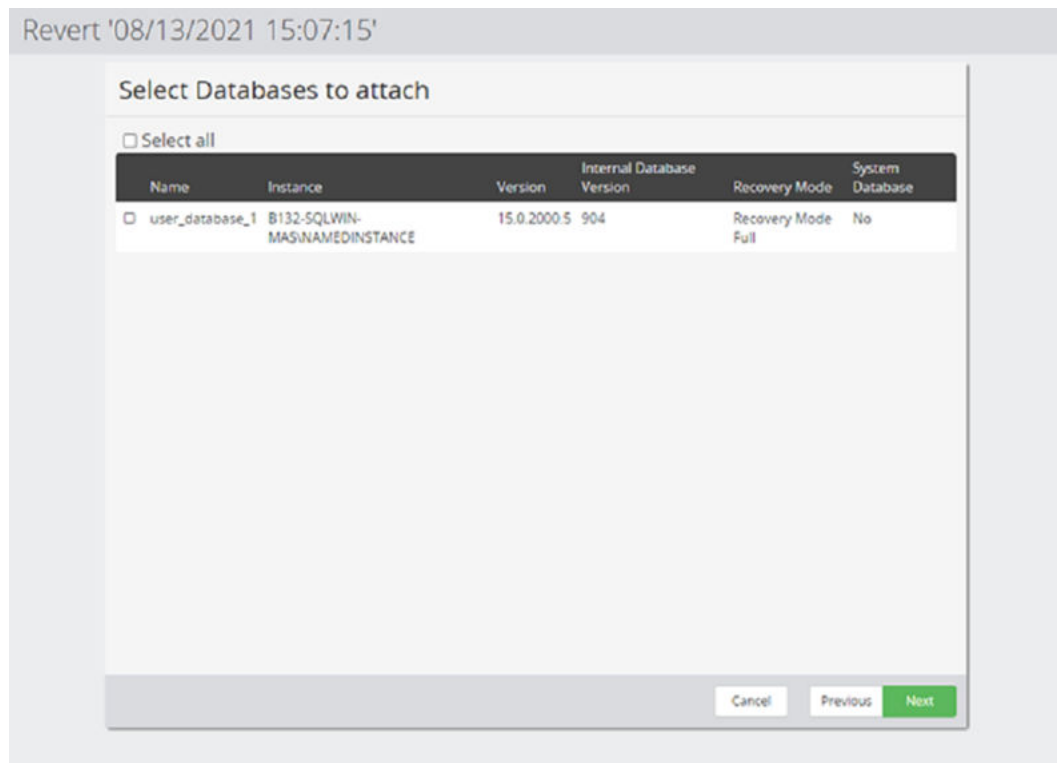 Revert '08/13/2021 15:07:15'
Select Databases to attach
Select all
Name Instance Version Internal Database Version Recovery Mode System Database
user_database_1 B132-SQLWIN-MAS\NAMEDINSTANCE 15.0.2000.5 904 Recovery Mode Full No
Cancel Previous Next